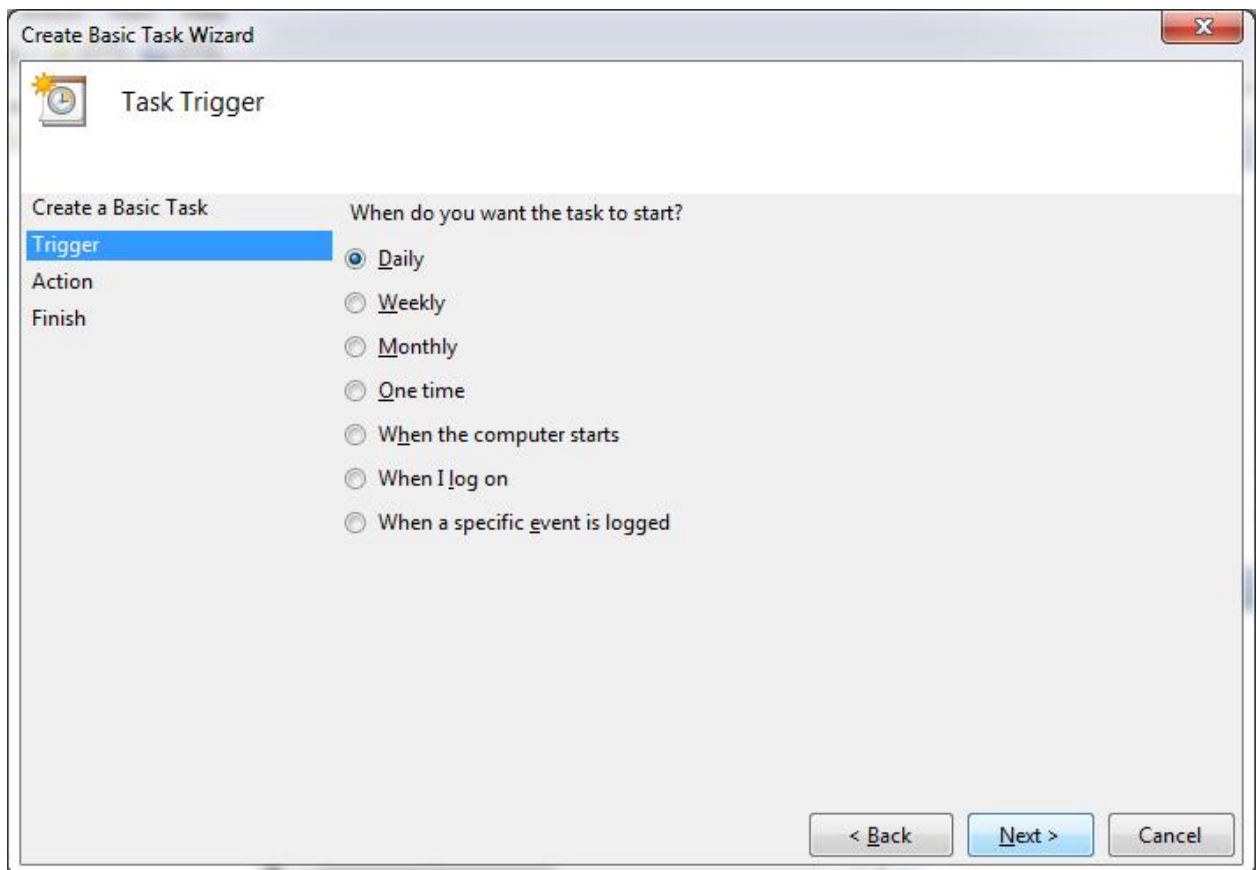 Create Basic Task Wizard
Task Trigger
Create a Basic Task
Trigger
Action
Finish
When do you want the task to start?
Daily
Weekly
Monthly
One time
When the computer starts
When I log on
When a specific event is logged
< Back
Next >
Cancel